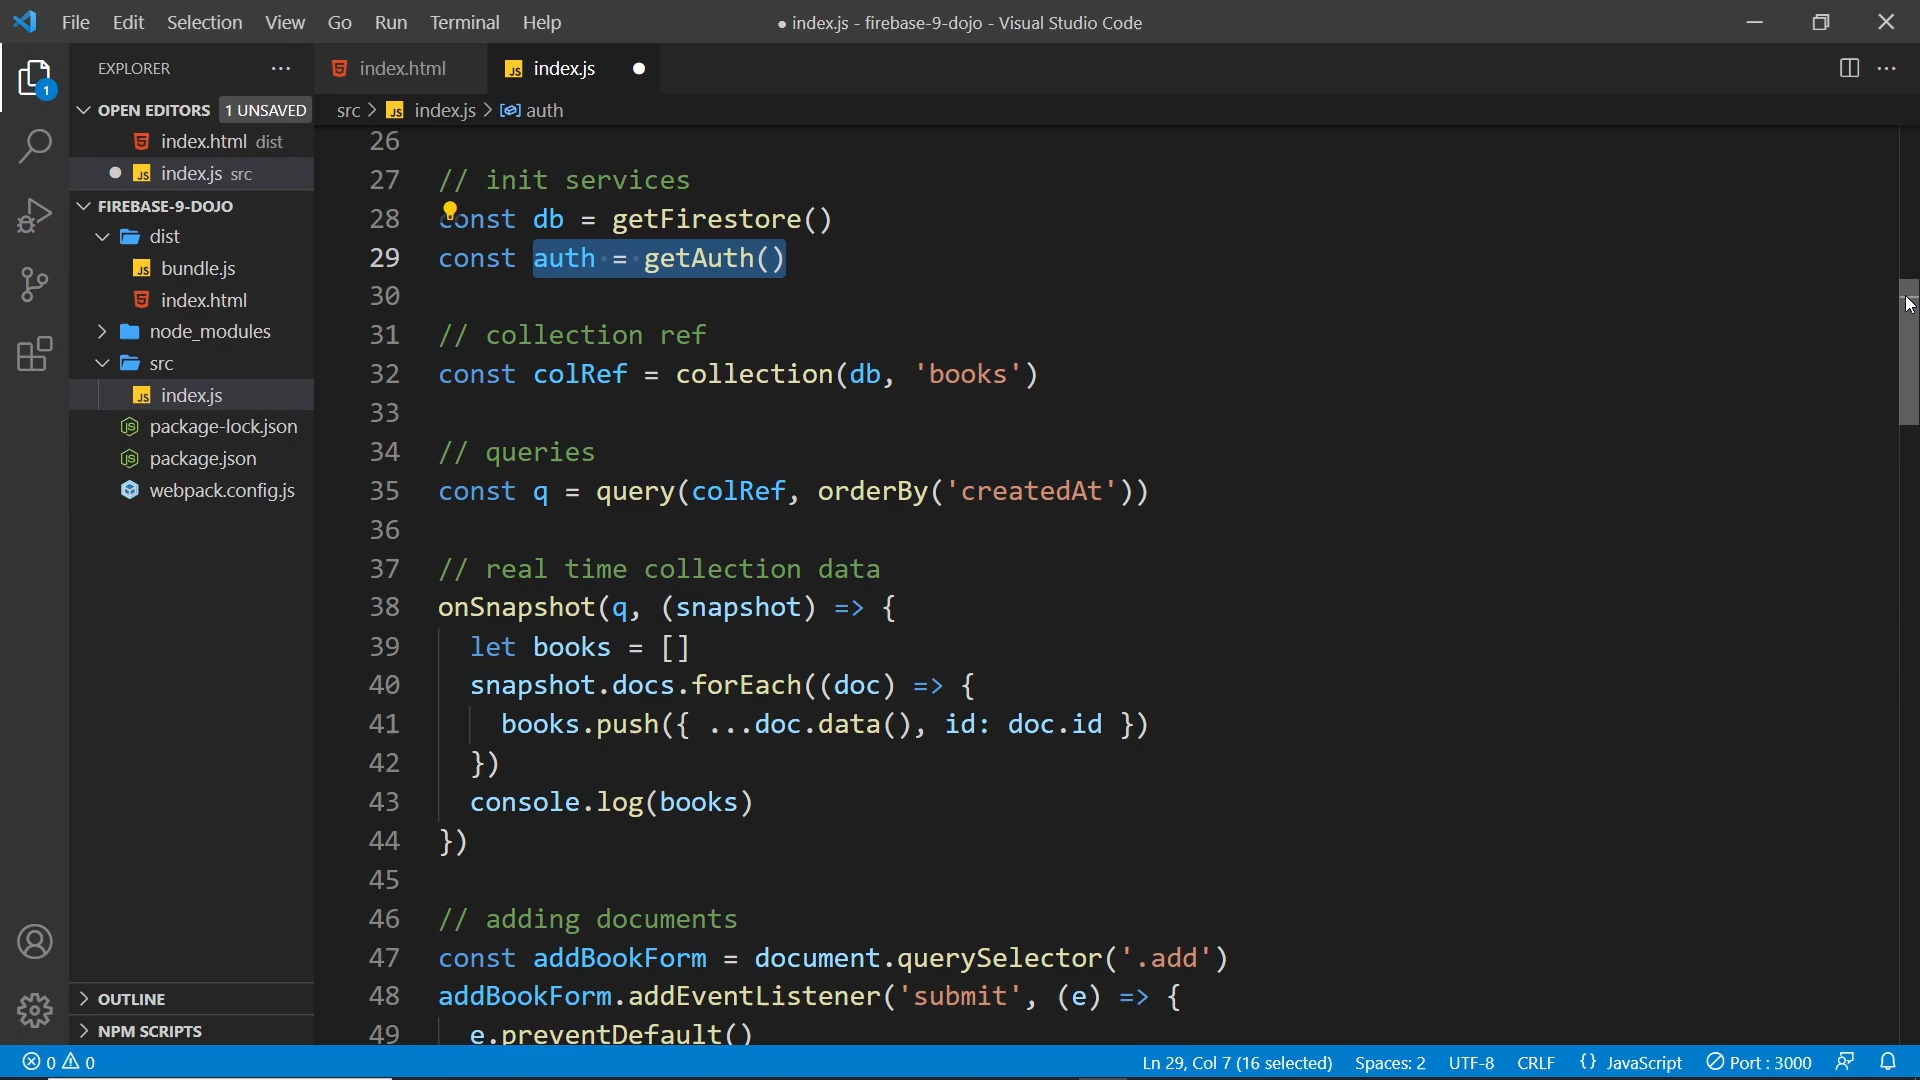 File Edit Selection View Go Run Terminal Help
● index.js - firebase-9-dojo - Visual Studio Code
EXPLORER
index.html
index.js
OPEN EDITORS 1 UNSAVED
src > index.js > auth
index.html dist
index.js src
FIREBASE-9-DOJO
dist
bundle.js
index.html
node_modules
src
index.js
package-lock.json
package.json
webpack.config.js
OUTLINE
NPM SCRIPTS
1
26
27 // init services
28 const db = getFirestore()
29 const auth = getAuth()
30
31 // collection ref
32 const colRef = collection(db, 'books')
33
34 // queries
35 const q = query(colRef, orderBy('createdAt'))
36
37 // real time collection data
38 onSnapshot(q, (snapshot) => {
39 let books = []
40 snapshot.docs.forEach((doc) => {
41 books.push({ ...doc.data(), id: doc.id })
42 })
43 console.log(books)
44 })
45
46 // adding documents
47 const addBookForm = document.querySelector('.add')
48 addBookForm.addEventListener('submit', (e) => {
49 e.preventDefault()
0 0
Ln 29, Col 7 (16 selected) Spaces: 2 UTF-8 CRLF {} JavaScript Port : 3000